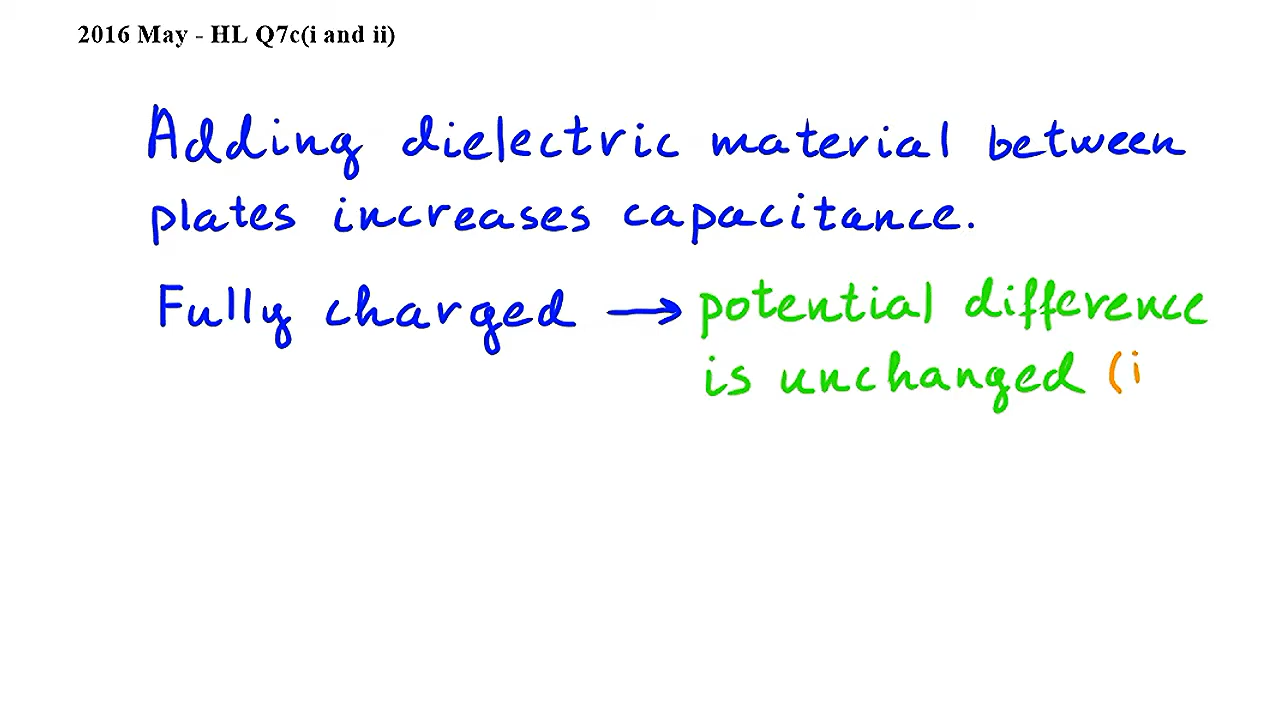 2016 May - HL Q7c(i and ii)
Adding dielectric material between
plates increases capacitance.
Fully charged → potential difference
is unchanged (i